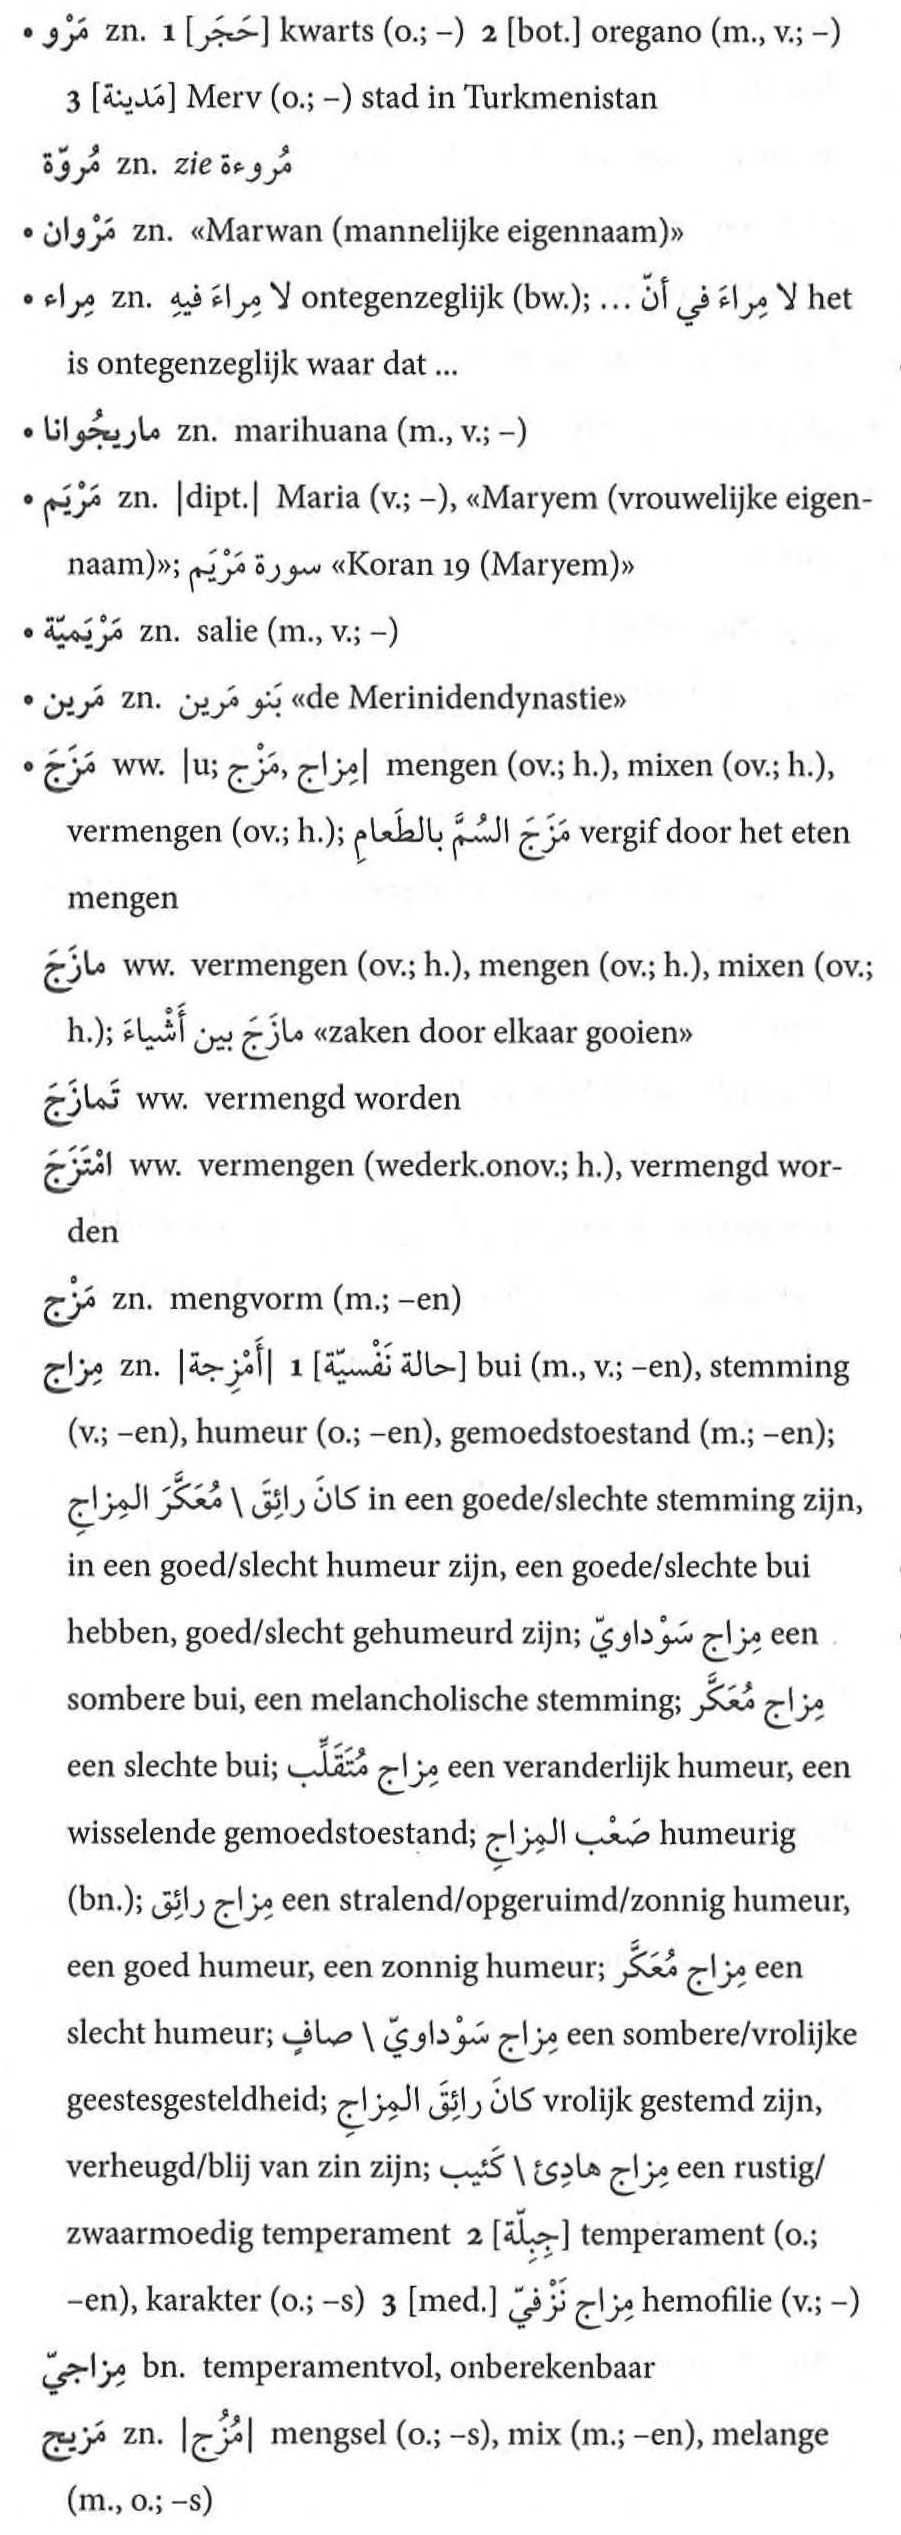 • مَرْو zn. 1 [حَجَر] kwarts (o.; –) 2 [bot.] oregano (m., v.; –)
3 [مَدينة] Merv (o.; –) stad in Turkmenistan
مُروّة zn. zie مُروءة
• مَرْوان zn. «Marwan (mannelijke eigennaam)»
• مِراء zn. لا مِراءَ فيهِ ontegenzeglijk (bw.); لا مِراءَ في أنّ ... het
is ontegenzeglijk waar dat ...
• ماريجُوانا zn. marihuana (m., v.; –)
• مَرْيَم zn. |dipt.| Maria (v.; –), «Maryem (vrouwelijke eigen-
naam)»; سورة مَرْيَم «Koran 19 (Maryem)»
• مَرْيَميّة zn. salie (m., v.; –)
• مَرين zn. بَنو مَرين «de Merinidendynastie»
• مَزَجَ ww. |u; مِزاج, مَزْج| mengen (ov.; h.), mixen (ov.; h.),
vermengen (ov.; h.); مَزَجَ السُّمَّ بالطَعامِ vergif door het eten
mengen
مازَجَ ww. vermengen (ov.; h.), mengen (ov.; h.), mixen (ov.;
h.); مازَجَ بين أَشْياءَ «zaken door elkaar gooien»
تَمازَجَ ww. vermengd worden
امْتَزَجَ ww. vermengen (wederk.onov.; h.), vermengd wor-
den
مَزْج zn. mengvorm (m.; –en)
مِزاج zn. |أَمْزِجة| 1 [حالة نَفْسيّة] bui (m., v.; –en), stemming
(v.; –en), humeur (o.; –en), gemoedstoestand (m.; –en);
كانَ رائِقَ \ مُعَكَّرَ المِزاجِ in een goede/slechte stemming zijn,
in een goed/slecht humeur zijn, een goede/slechte bui
hebben, goed/slecht gehumeurd zijn; مِزاج سَوْداويّ een
sombere bui, een melancholische stemming; مِزاج مُعَكَّر
een slechte bui; مِزاج مُتَقَلِّب een veranderlijk humeur, een
wisselende gemoedstoestand; صَعْب المِزاجِ humeurig
(bn.); مِزاج رائِق een stralend/opgeruimd/zonnig humeur,
een goed humeur, een zonnig humeur; مِزاج مُعَكَّر een
slecht humeur; مِزاج سَوْداويّ \ صافٍ een sombere/vrolijke
geestesgesteldheid; كانَ رائِقَ المِزاجِ vrolijk gestemd zijn,
verheugd/blij van zin zijn; مِزاج هادِئ \ كَئيب een rustig/
zwaarmoedig temperament 2 [جِبِلّة] temperament (o.;
–en), karakter (o.; –s) 3 [med.] مِزاج نَزْفيّ hemofilie (v.; –)
مِزاجيّ bn. temperamentvol, onberekenbaar
مَزيج zn. |مُزُج| mengsel (o.; –s), mix (m.; –en), melange
(m., o.; –s)